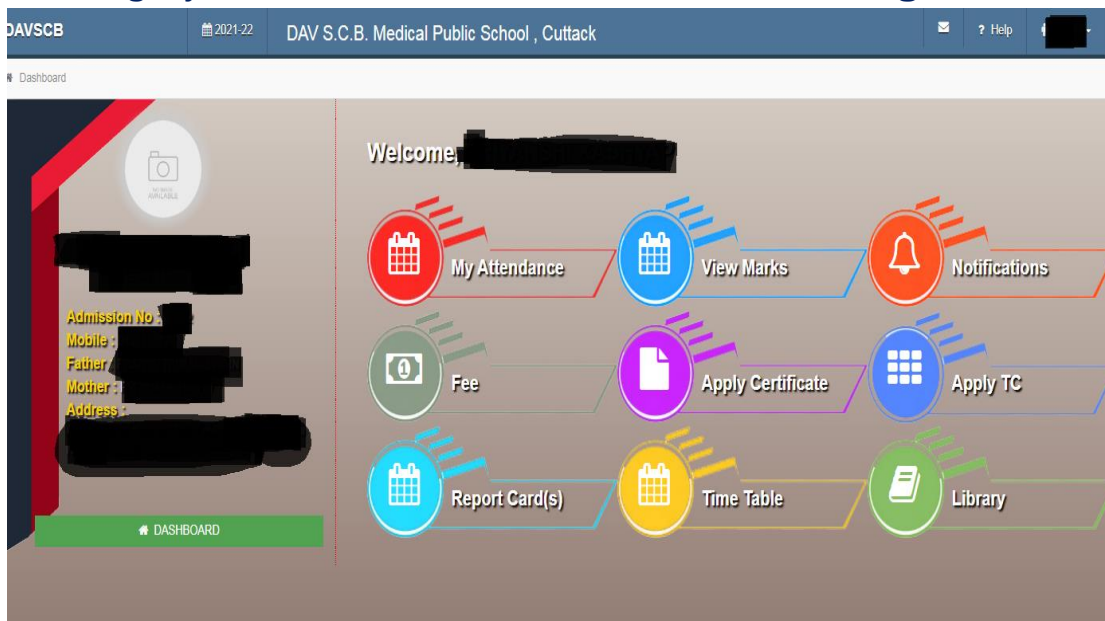 DAVSCB 2021-22 DAV S.C.B. Medical Public School , Cuttack ? Help
Dashboard
Welcome,
My Attendance View Marks Notifications
Admission No :
Mobile :
Father
Mother :
Address :
Fee Apply Certificate Apply TC
Report Card(s) Time Table Library
DASHBOARD